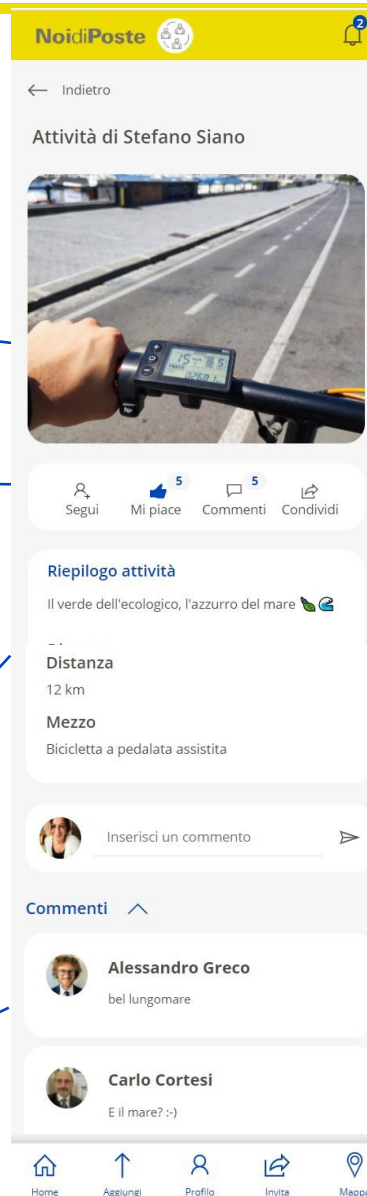 NoidiPoste
2
Indietro
Attività di Stefano Siano
5 5
Segui Mi piace Commenti Condividi
Riepilogo attività
Il verde dell'ecologico, l'azzurro del mare
Distanza
12 km
Mezzo
Bicicletta a pedalata assistita
Inserisci un commento
Commenti
Alessandro Greco
bel lungomare
Carlo Cortesi
E il mare? :-)
Home Aggiungi Profilo Invita Mappa